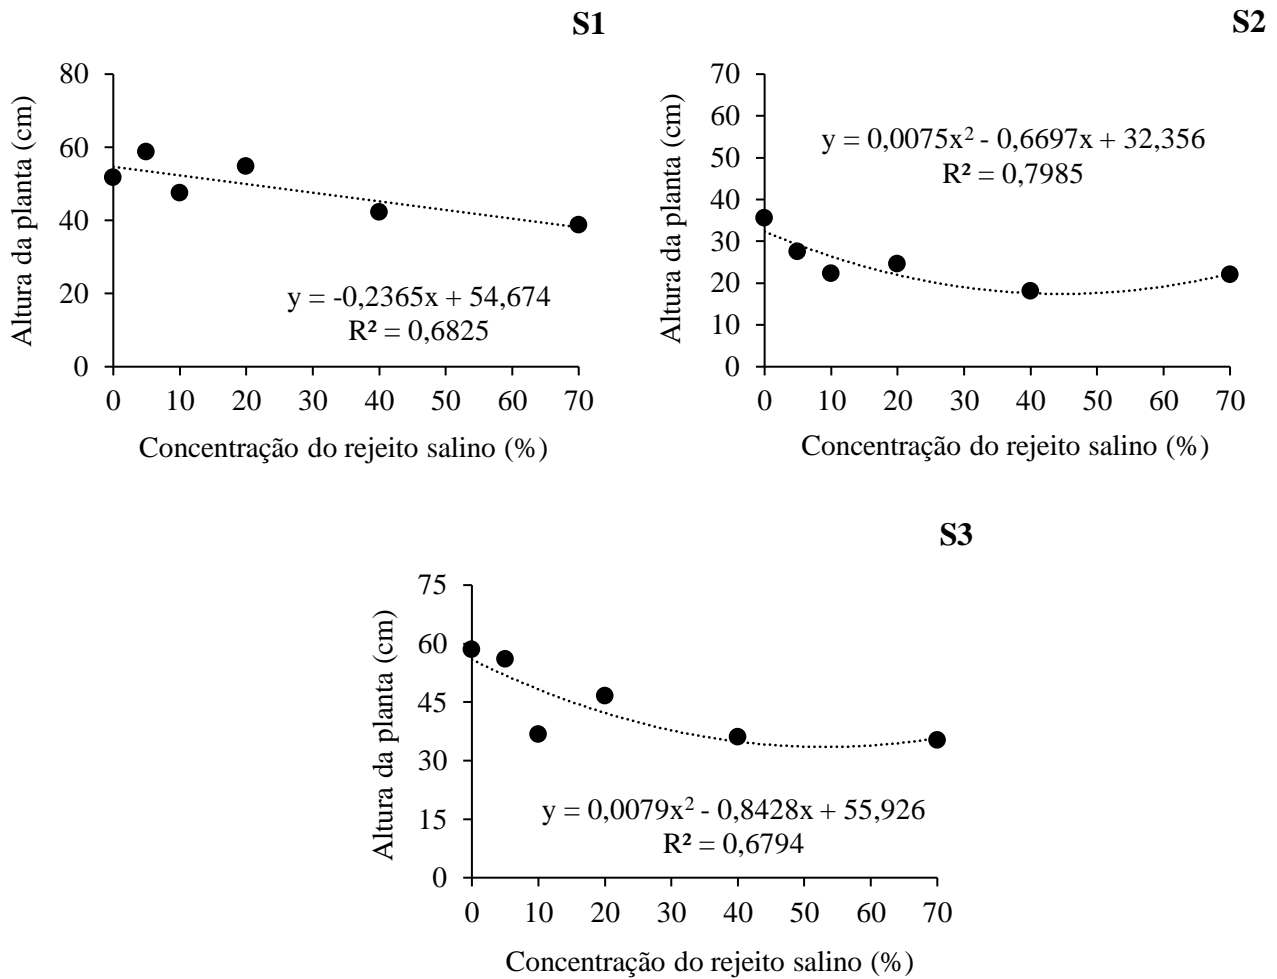 S1
80
60
40
20
0
Altura da planta (cm)
y = -0,2365x + 54,674
R² = 0,6825
0 10 20 30 40 50 60 70
Concentração do rejeito salino (%)
S2
70
60
50
40
30
20
10
0
Altura da planta (cm)
y = 0,0075x² - 0,6697x + 32,356
R² = 0,7985
0 10 20 30 40 50 60 70
Concentração do rejeito salino (%)
S3
75
60
45
30
15
0
Altura da planta (cm)
y = 0,0079x² - 0,8428x + 55,926
R² = 0,6794
0 10 20 30 40 50 60 70
Concentração do rejeito salino (%)